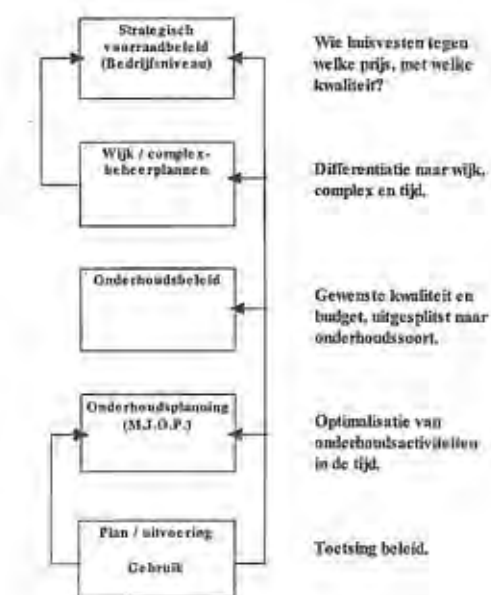 Strategisch
voorraadbeleid
(Bedrijfsniveau)
Wie huisvesten tegen
welke prijs, met welke
kwaliteit?
Wijk / complex-
beheerplannen
Differentiatie naar wijk,
complex en tijd.
Onderhoudsbeleid
Gewenste kwaliteit en
budget, uitgesplitst naar
onderhoudssoort.
Onderhoudsplanning
(M.J.O.P.)
Optimalisatie van
onderhoudsactiviteiten
in de tijd.
Plan / uitvoering
Gebruik
Toetsing beleid.